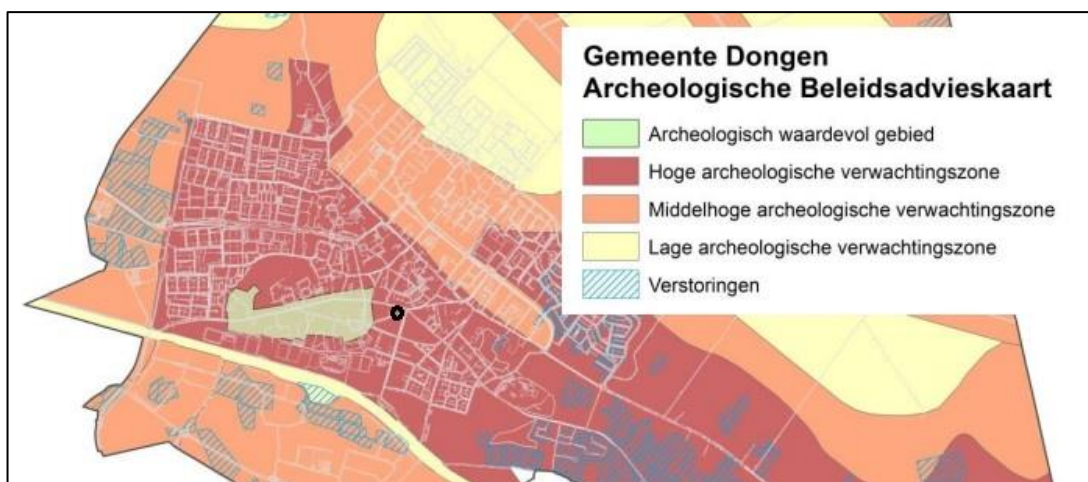 Gemeente Dongen
Archeologische Beleidsadvieskaart
Archeologisch waardevol gebied
Hoge archeologische verwachtingszone
Middelhoge archeologische verwachtingszone
Lage archeologische verwachtingszone
Verstoringen